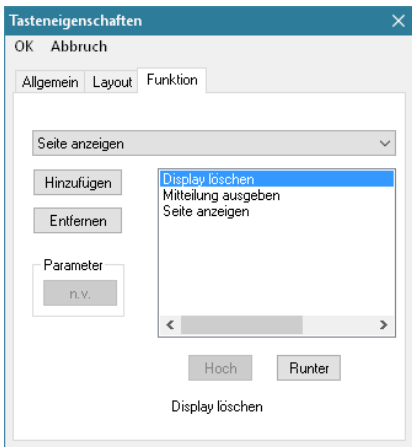 Tasteneigenschaften
OK Abbruch
Allgemein Layout Funktion
Seite anzeigen
Hinzufügen
Entfernen
Display löschen
Mitteilung ausgeben
Seite anzeigen
Parameter
n.v.
Hoch Runter
Display löschen